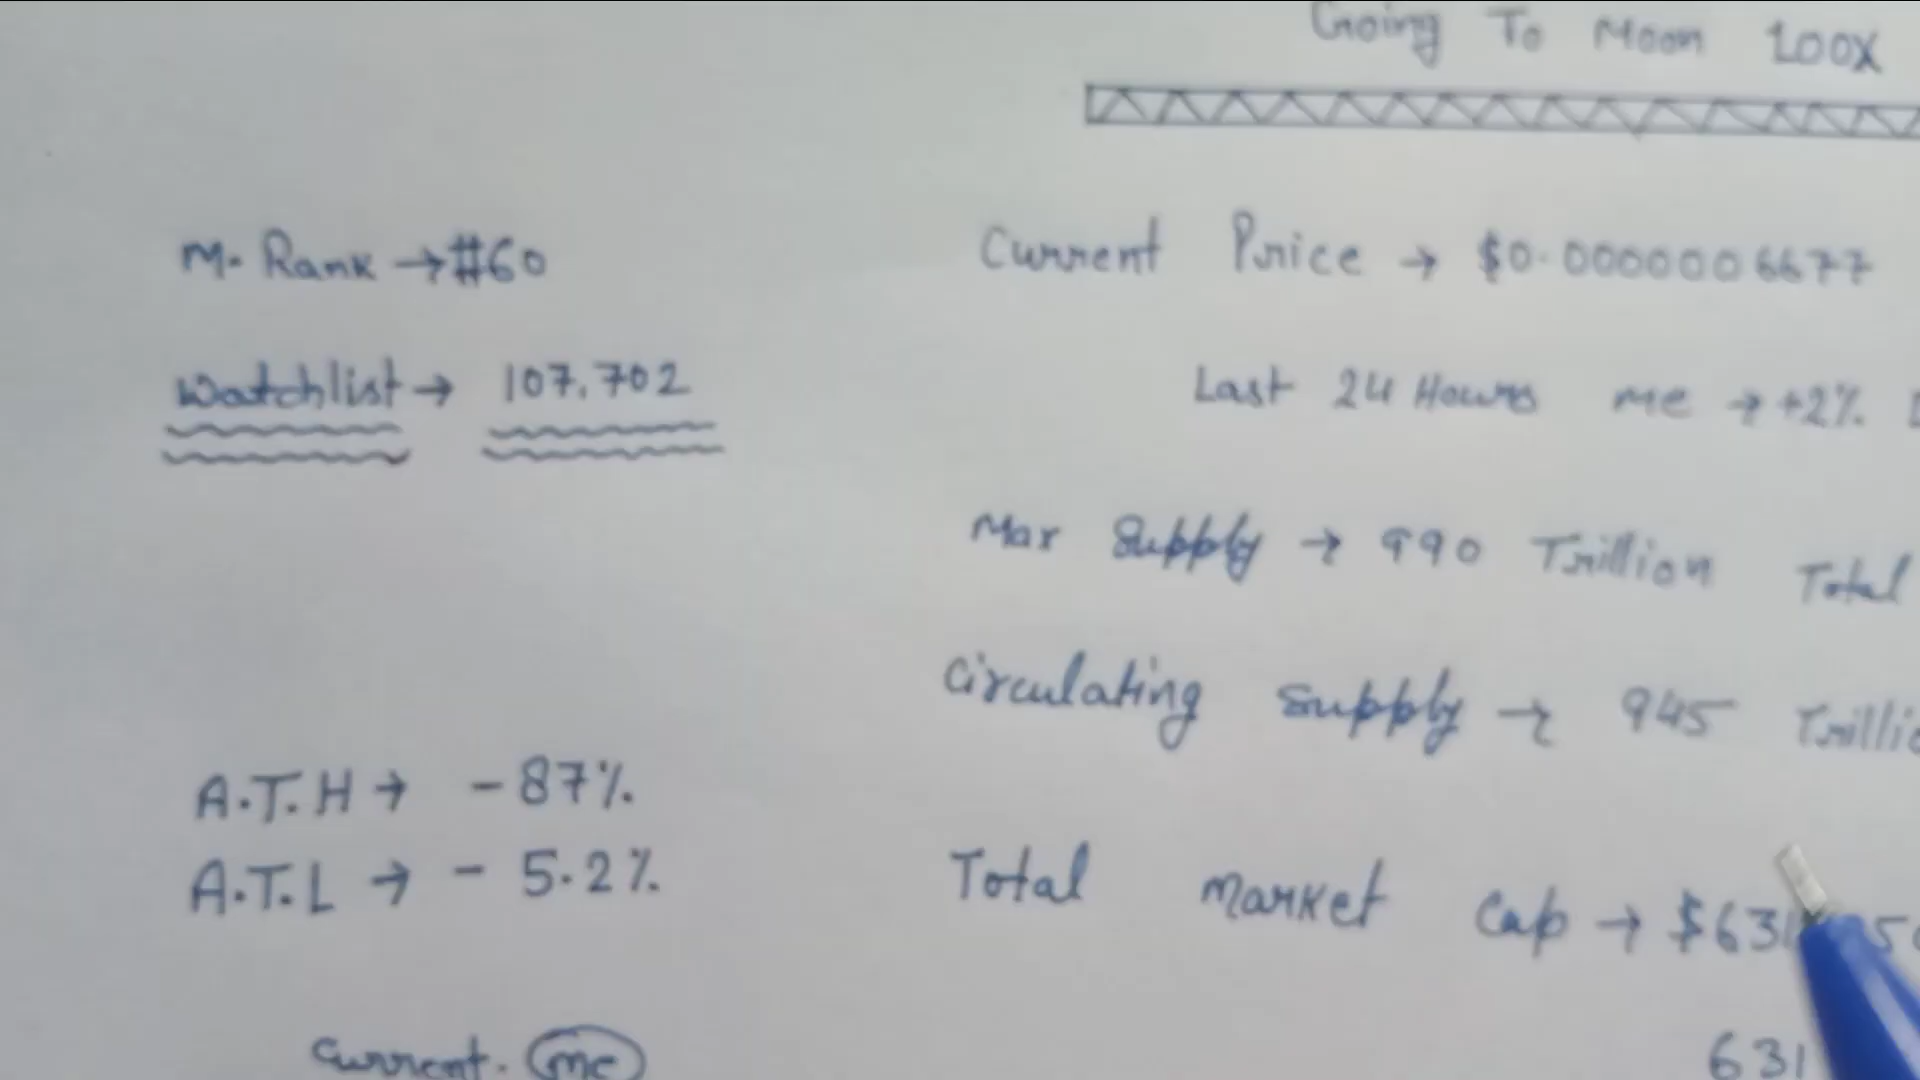 Going To Moon 100X
M. Rank → #60
Current Price → $0.0000006677
Watchlist → 107,702
Last 24 Hours me → +2%
Max Supply → 990 Trillion Total
Circulating Supply → 945
A.T.H → - 87%
A.T.L → - 5.2%
Total market Cap → $631
Current. mc
631